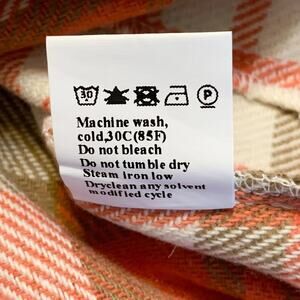 30 P
Machine wash,
cold,30C(85F)
Do not bleach
Do not tumble dry
Steam iron low
Dryclean any solvent
modified cycle